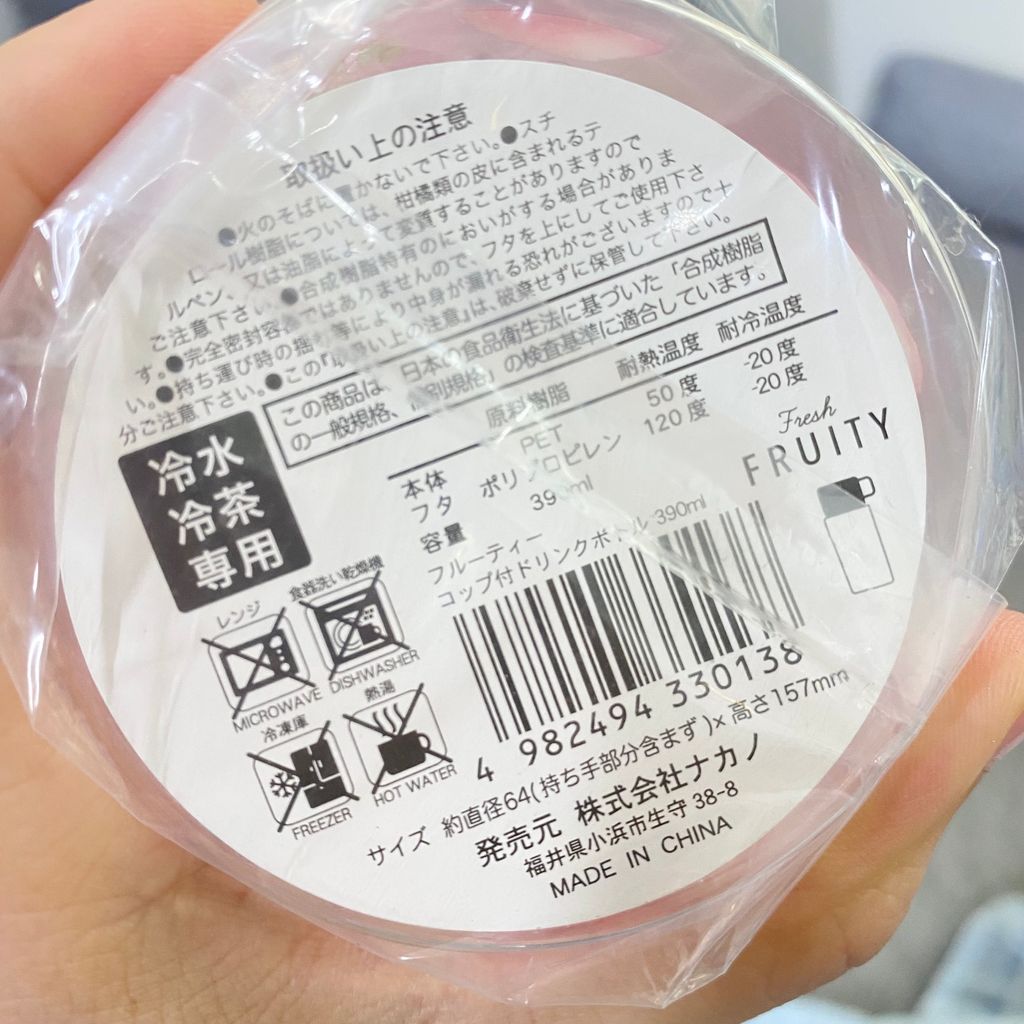 取扱い上の注意
●火のそばに置かないで下さい。●スチ
ロール樹脂については、柑橘類の皮に含まれるテ
ルペン、又は油脂によって変質することがありますので
ご注意下さい。●合成樹脂特有のにおいがする場合がありま
す。●完全密封容器ではありませんので、フタを上にしてご使用下さ
い。●持ち運び時の揺れ等により中身が漏れる恐れがございますので十
分ご注意下さい。●この「取扱い上の注意」は、破棄せずに保管して下さい。
この商品は、日本の食品衛生法に基づいた「合成樹脂
の一般規格、個別規格」の検査基準に適合しています。
原料樹脂 耐熱温度 耐冷温度
本体 PET 50度 -20度
フタ ポリプロピレン 120度 -20度
容量 390ml
冷水
冷茶
専用
Fresh
FRUITY
フルーティー
コップ付ドリンクボトル 390ml
レンジ
MICROWAVE
食器洗い乾燥機
DISHWASHER
冷凍庫
FREEZER
熱湯
HOT WATER
4 982494 330138
サイズ 約直径64(持ち手部分含まず)×高さ157mm
発売元 株式会社ナカノ
福井県小浜市生守 38-8
MADE IN CHINA